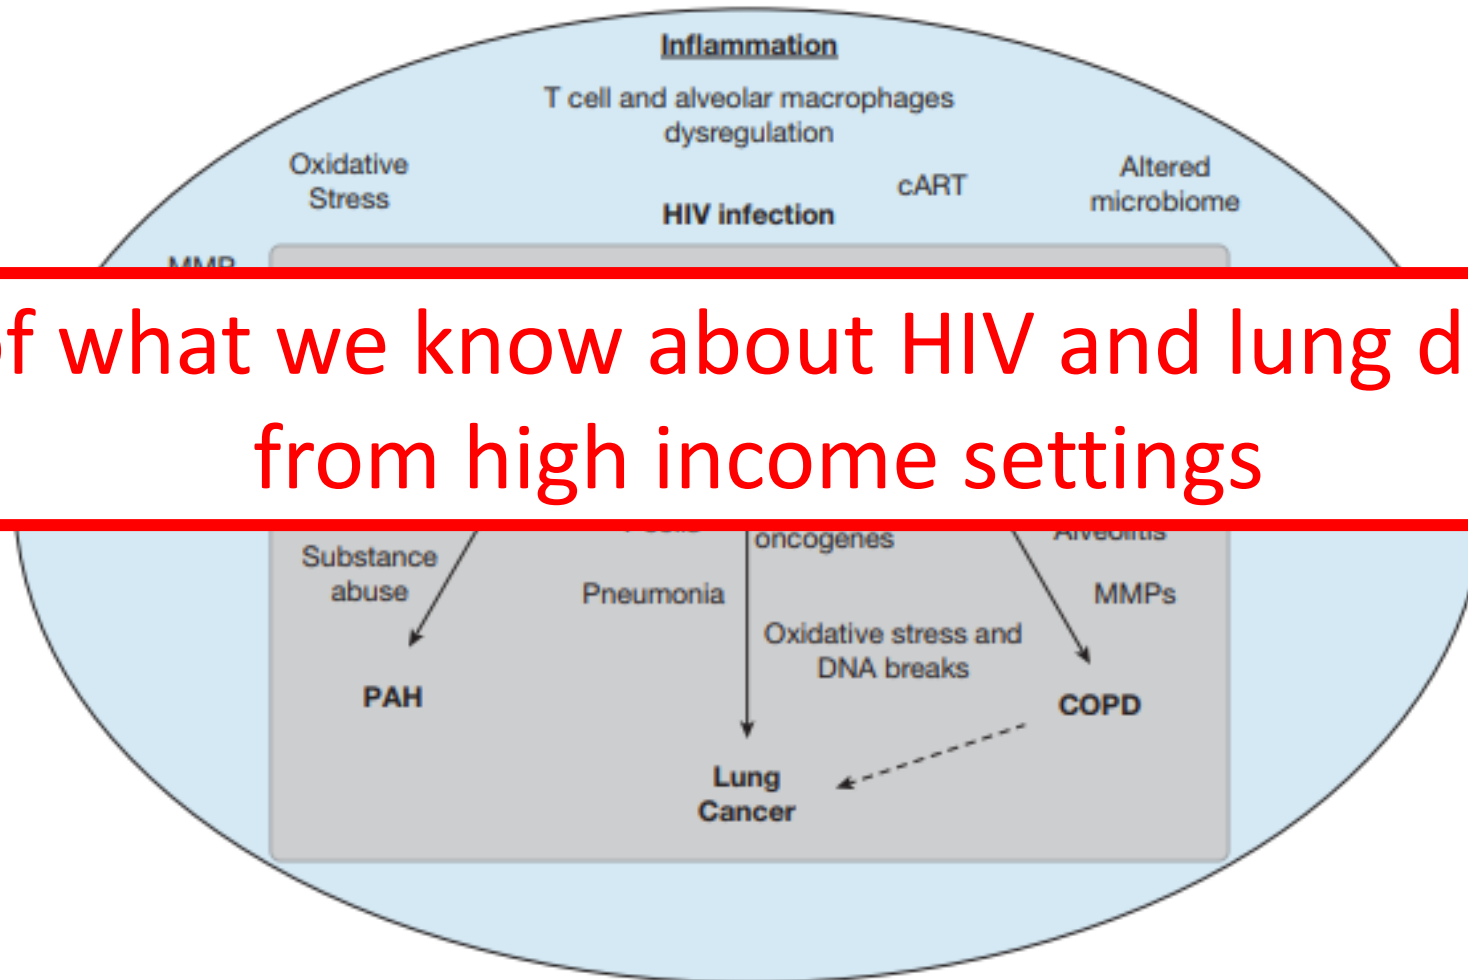 Inflammation
T cell and alveolar macrophages
dysregulation
Oxidative
Stress
cART
Altered
microbiome
HIV infection
what we know about HIV and lung
from high income settings
oncogenes
Substance
abuse
Pneumonia
MMPs
Oxidative stress and
DNA breaks
PAH
COPD
Lung
Cancer